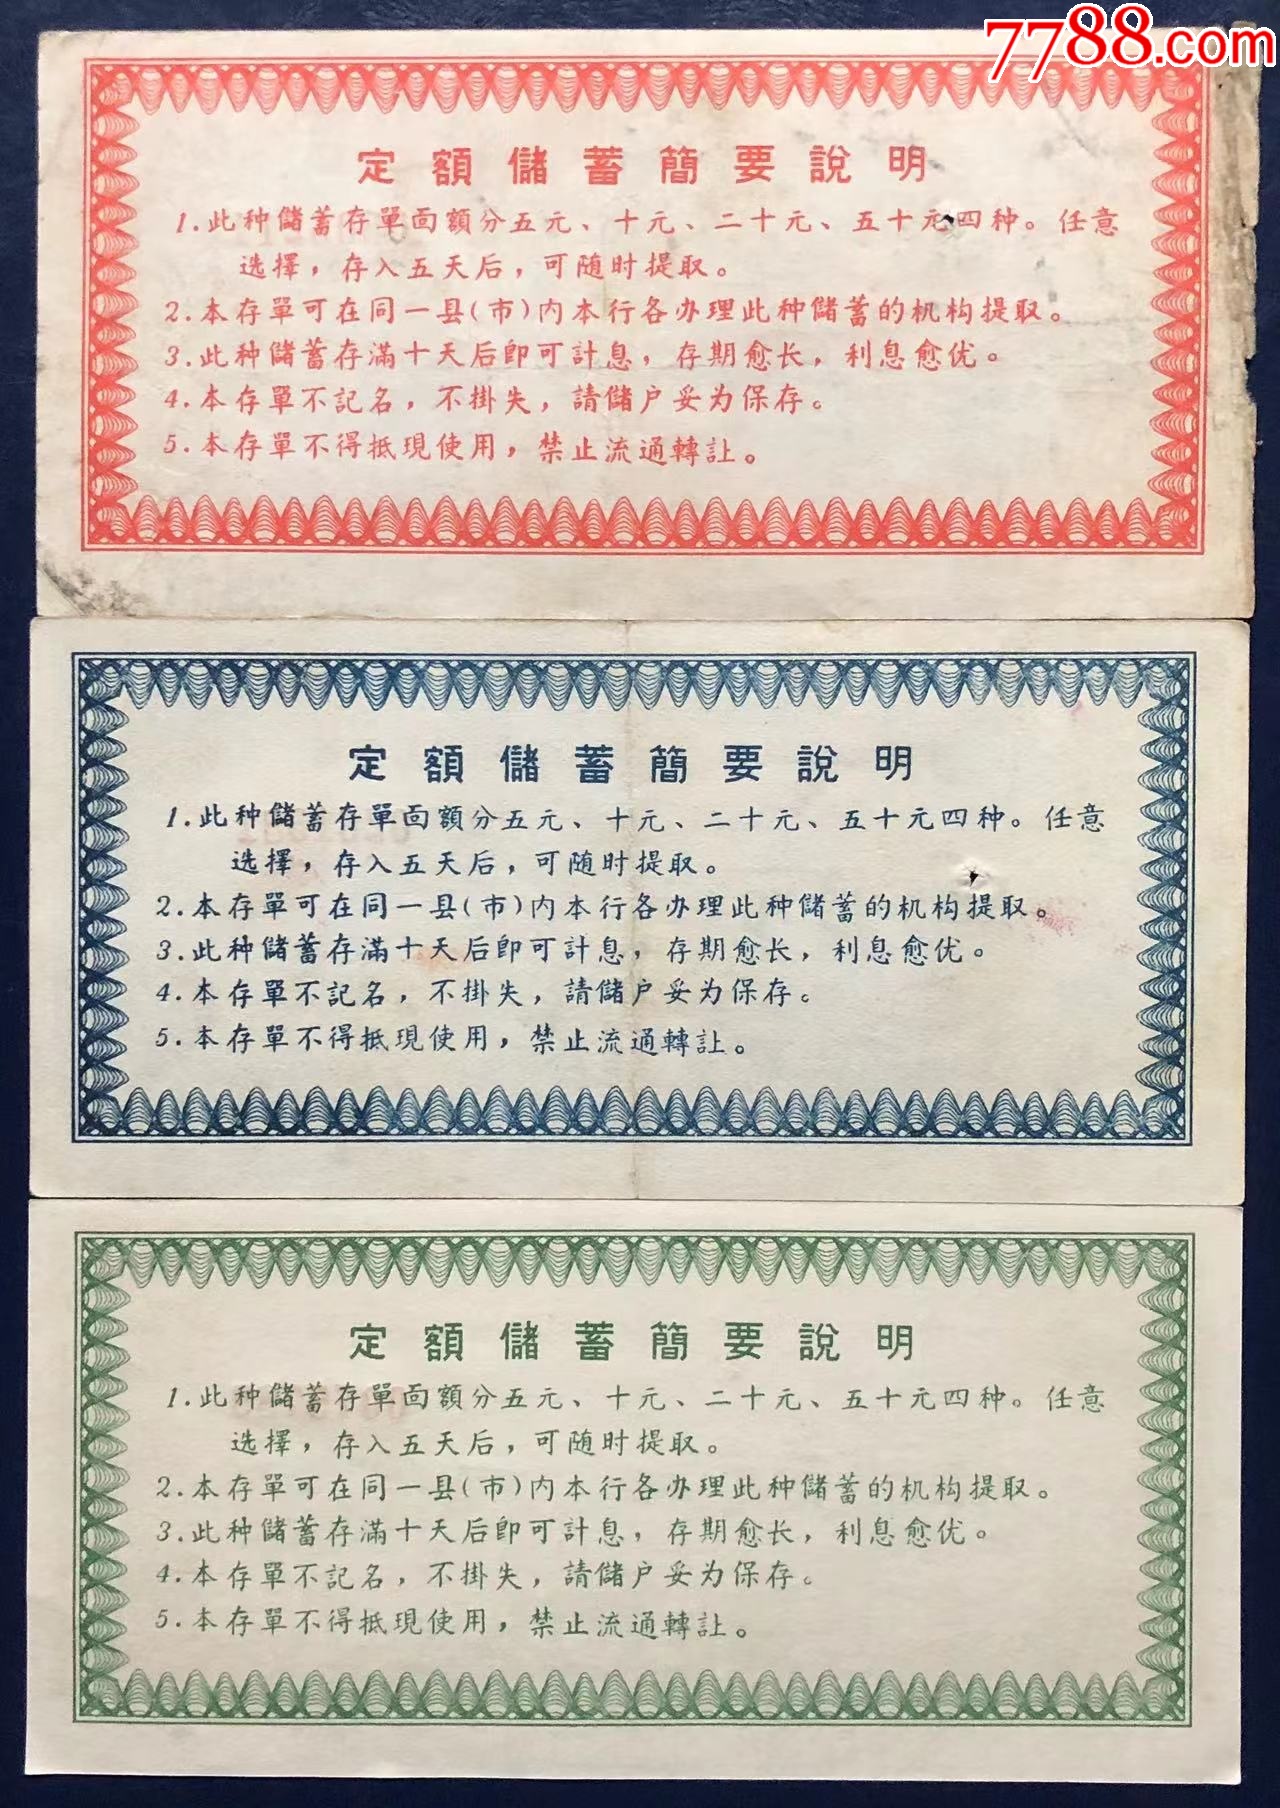 7788.com
定額儲蓄簡要說明
1.此种儲蓄存單面額分五元、十元、二十元、五十元四种。任意
选擇，存入五天后，可随时提取。
2.本存單可在同一县(市)内本行各办理此种儲蓄的机构提取。
3.此种儲蓄存滿十天后即可計息，存期愈长，利息愈优。
4.本存單不記名，不掛失，請儲户妥为保存。
5.本存單不得抵現使用，禁止流通轉讧。
定額儲蓄簡要說明
1.此种儲蓄存單面額分五元、十元、二十元、五十元四种。任意
选擇，存入五天后，可随时提取。
2.本存單可在同一县(市)内本行各办理此种儲蓄的机构提取。
3.此种儲蓄存滿十天后即可計息，存期愈长，利息愈优。
4.本存單不記名，不掛失，請儲户妥为保存。
5.本存單不得抵現使用，禁止流通轉訨。
定額儲蓄簡要說明
1.此种儲蓄存單面額分五元、十元、二十元、五十元四种。任意
选擇，存入五天后，可随时提取。
2.本存單可在同一县(市)内本行各办理此种儲蓄的机构提取。
3.此种儲蓄存滿十天后即可計息，存期愈长，利息愈优。
4.本存單不記名，不掛失，請儲户妥为保存。
5.本存單不得抵現使用，禁止流通轉让。